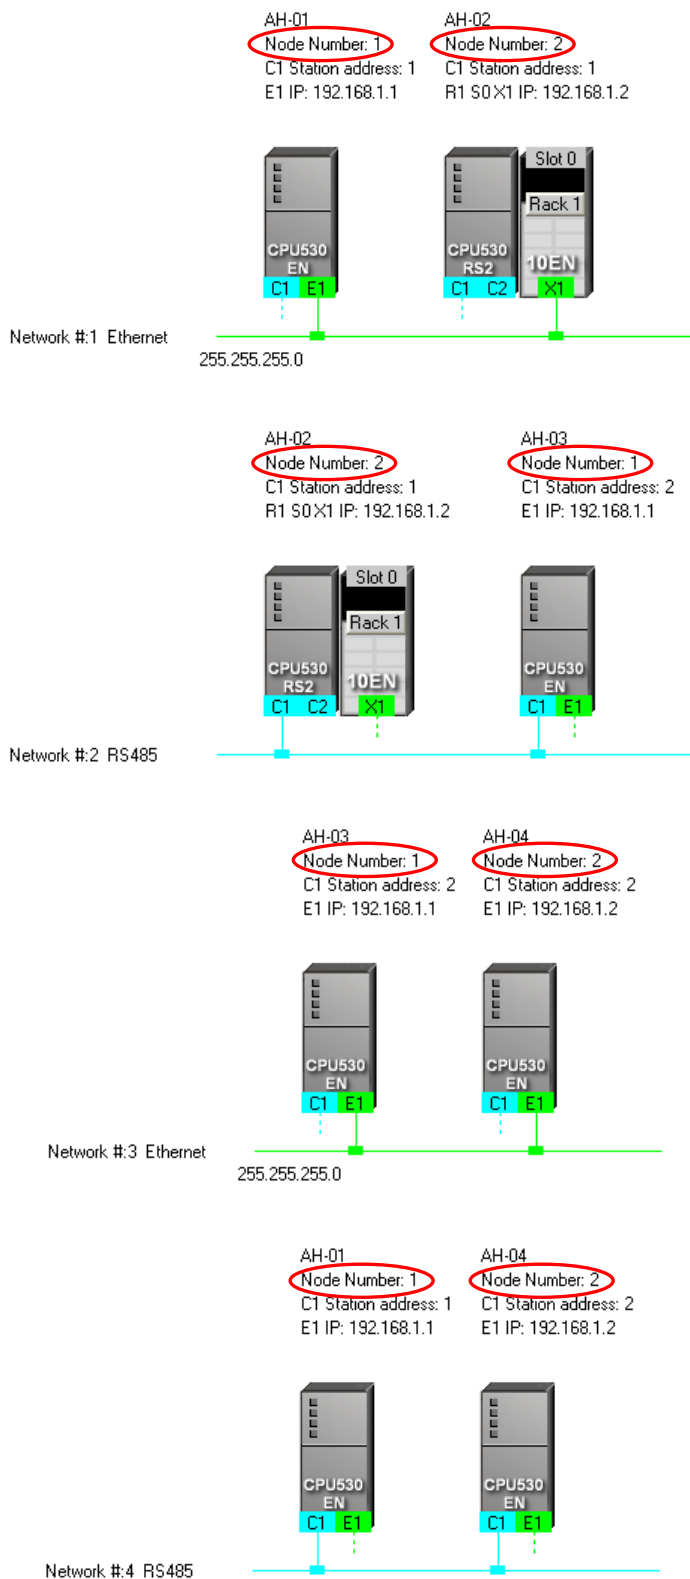 AH-01 AH-02
Node Number: 1 Node Number: 2
C1 Station address: 1 C1 Station address: 1
E1 IP: 192.168.1.1 R1 S0 X1 IP: 192.168.1.2
Slot 0
Rack 1
CPU530 CPU530 10EN
EN RS2
C1 E1 C1 C2 X1
Network #:1 Ethernet
255.255.255.0
AH-02 AH-03
Node Number: 2 Node Number: 1
C1 Station address: 1 C1 Station address: 2
R1 S0 X1 IP: 192.168.1.2 E1 IP: 192.168.1.1
Slot 0
Rack 1
CPU530 10EN CPU530
RS2 EN
C1 C2 X1 C1 E1
Network #:2 RS485
AH-03 AH-04
Node Number: 1 Node Number: 2
C1 Station address: 2 C1 Station address: 2
E1 IP: 192.168.1.1 E1 IP: 192.168.1.2
CPU530 CPU530
EN EN
C1 E1 C1 E1
Network #:3 Ethernet
255.255.255.0
AH-01 AH-04
Node Number: 1 Node Number: 2
C1 Station address: 1 C1 Station address: 2
E1 IP: 192.168.1.1 E1 IP: 192.168.1.2
CPU530 CPU530
EN EN
C1 E1 C1 E1
Network #:4 RS485